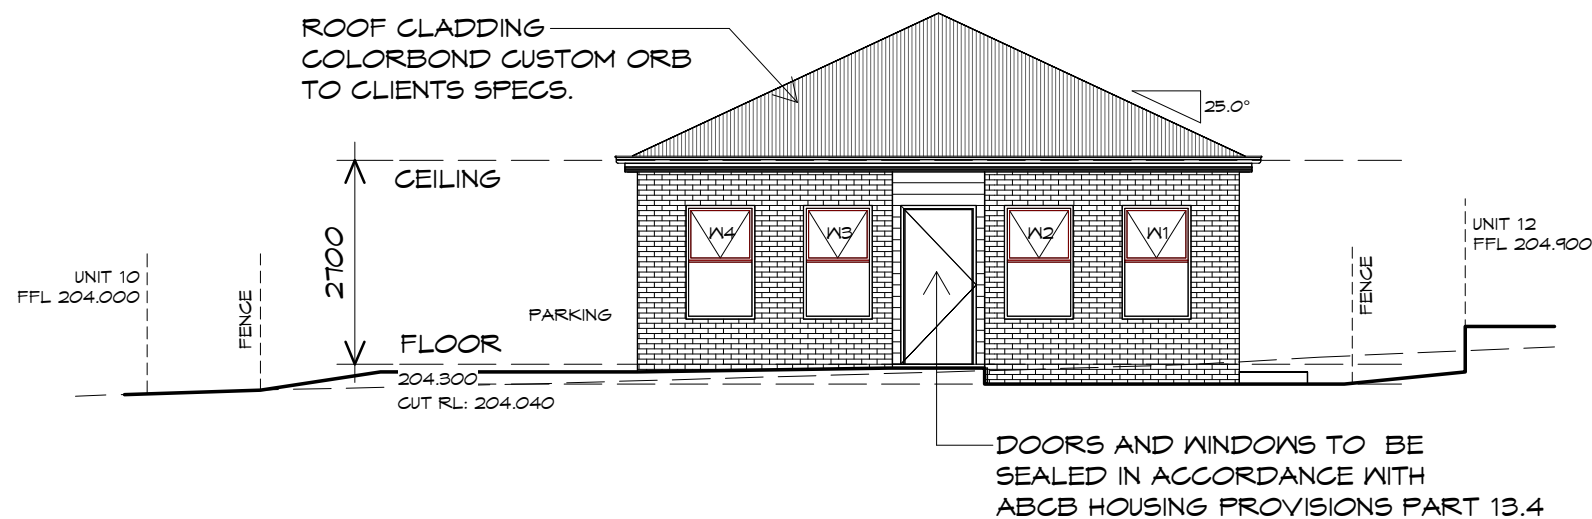 ROOF CLADDING
COLORBOND CUSTOM ORB
TO CLIENTS SPECS.
25.0°
CEILING
2700
W4
W3
W2
W1
UNIT 12
FFL 204.900
UNIT 10
FFL 204.000
FENCE
FENCE
PARKING
FLOOR
204.300
CUT RL: 204.040
DOORS AND WINDOWS TO BE
SEALED IN ACCORDANCE WITH
ABCB HOUSING PROVISIONS PART 13.4